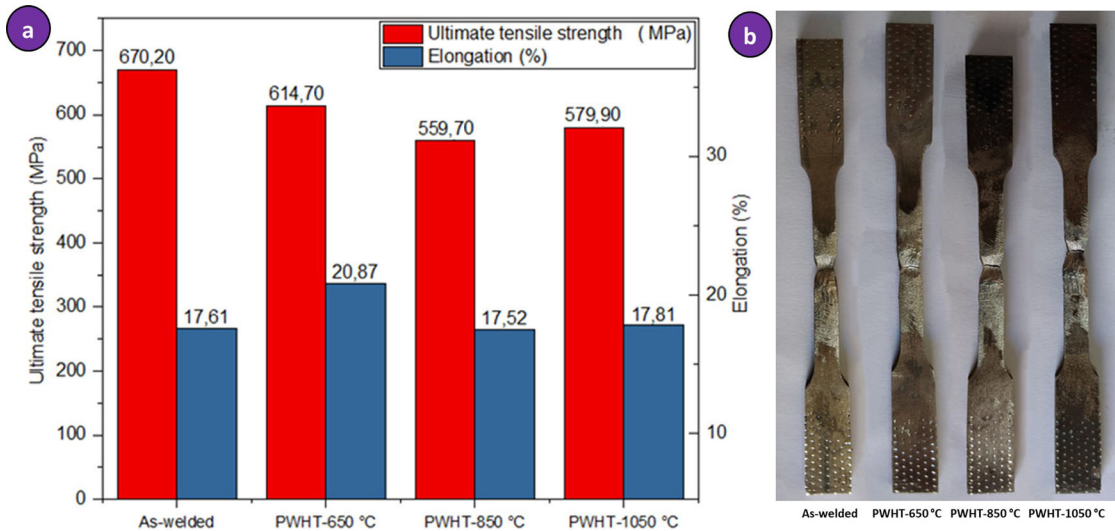 a
Ultimate tensile strength ( MPa)
Elongation (%)
700
600
500
400
300
200
100
0
Ultimate tensile strength (MPa)
670,20
17,61
614,70
20,87
559,70
17,52
579,90
17,81
30
20
10
Elongation (%)
As-welded
PWHT-650 °C
PWHT-850 °C
PWHT-1050 °C
b
As-welded PWHT-650 °C PWHT-850 °C PWHT-1050 °C